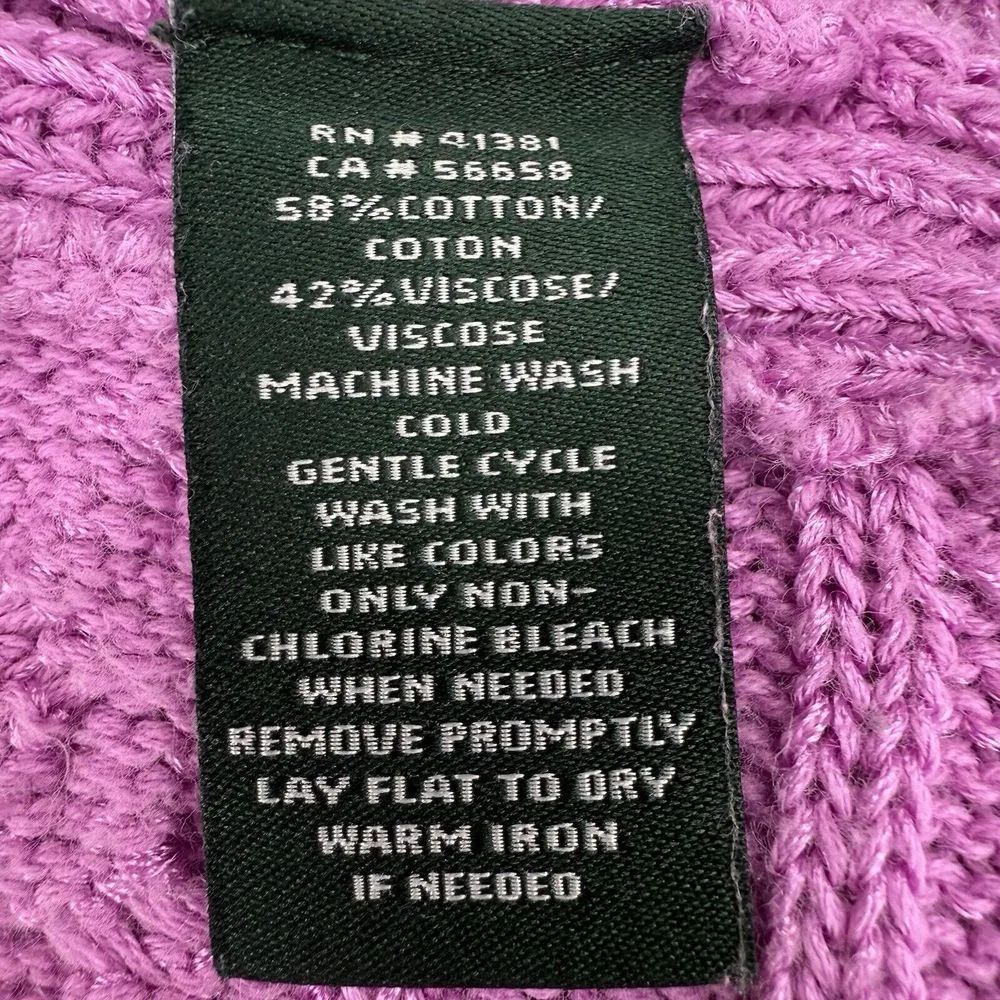 RN # 41381
CA # 56658
58%COTTON/
COTON
42%VISCOSE/
VISCOSE
MACHINE WASH
COLD
GENTLE CYCLE
WASH WITH
LIKE COLORS
ONLY NON-
CHLORINE BLEACH
WHEN NEEDED
REMOVE PROMPTLY
LAY FLAT TO DRY
WARM IRON
IF NEEDED